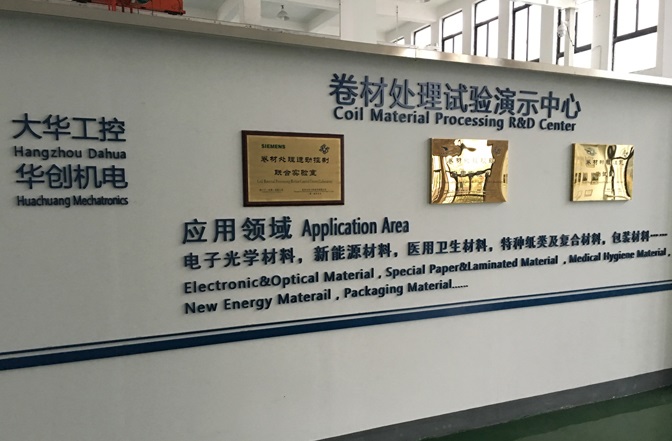 卷材处理试验演示中心
Coil Material Processing R&D Center
大华工控
Hangzhou Dahua
华创机电
Huachuang Mechatronics
SIEMENS
卷材处理运动控制
联合实验室
应用领域 Application Area
电子光学材料，新能源材料，医用卫生材料，特种纸类及复合材料，包装材料······
Electronic&Optical Material , Special Paper&Laminated Material , Medical Hygiene Material ,
New Energy Materail , Packaging Material......